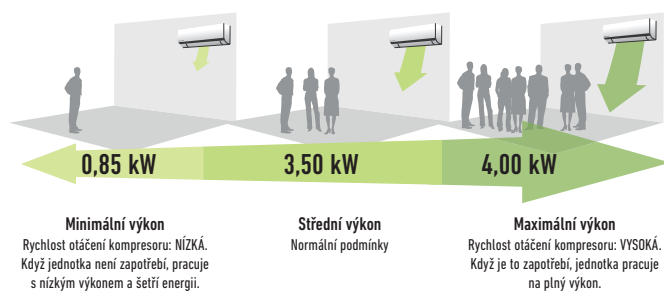 0,85 kW
3,50 kW
4,00 kW
Minimální výkon
Rychlost otáčení kompresoru: NÍZKÁ.
Když jednotka není zapotřebí, pracuje
s nízkým výkonem a šetří energii.
Střední výkon
Normální podmínky
Maximální výkon
Rychlost otáčení kompresoru: VYSOKÁ.
Když je to zapotřebí, jednotka pracuje
na plný výkon.